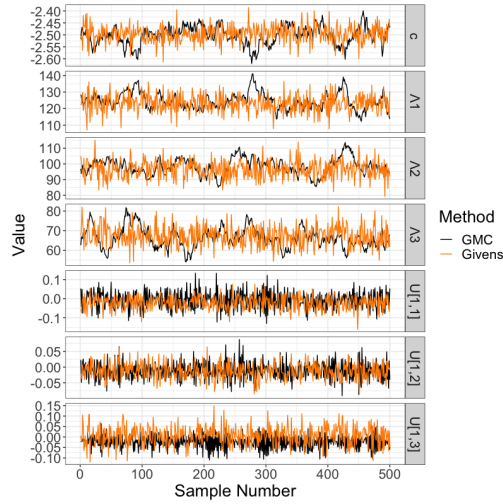 -2.40
-2.45
-2.50
-2.55
-2.60
c
140
130
120
110
Λ1
110
100
90
80
Λ2
80
70
60
Λ3
0.1
0.0
-0.1
U[1,1]
0.05
0.00
-0.05
U[1,2]
0.15
0.10
0.05
0.00
-0.05
-0.10
U[1,3]
0
100
200
300
400
500
Sample Number
Value
Method
GMC
Givens